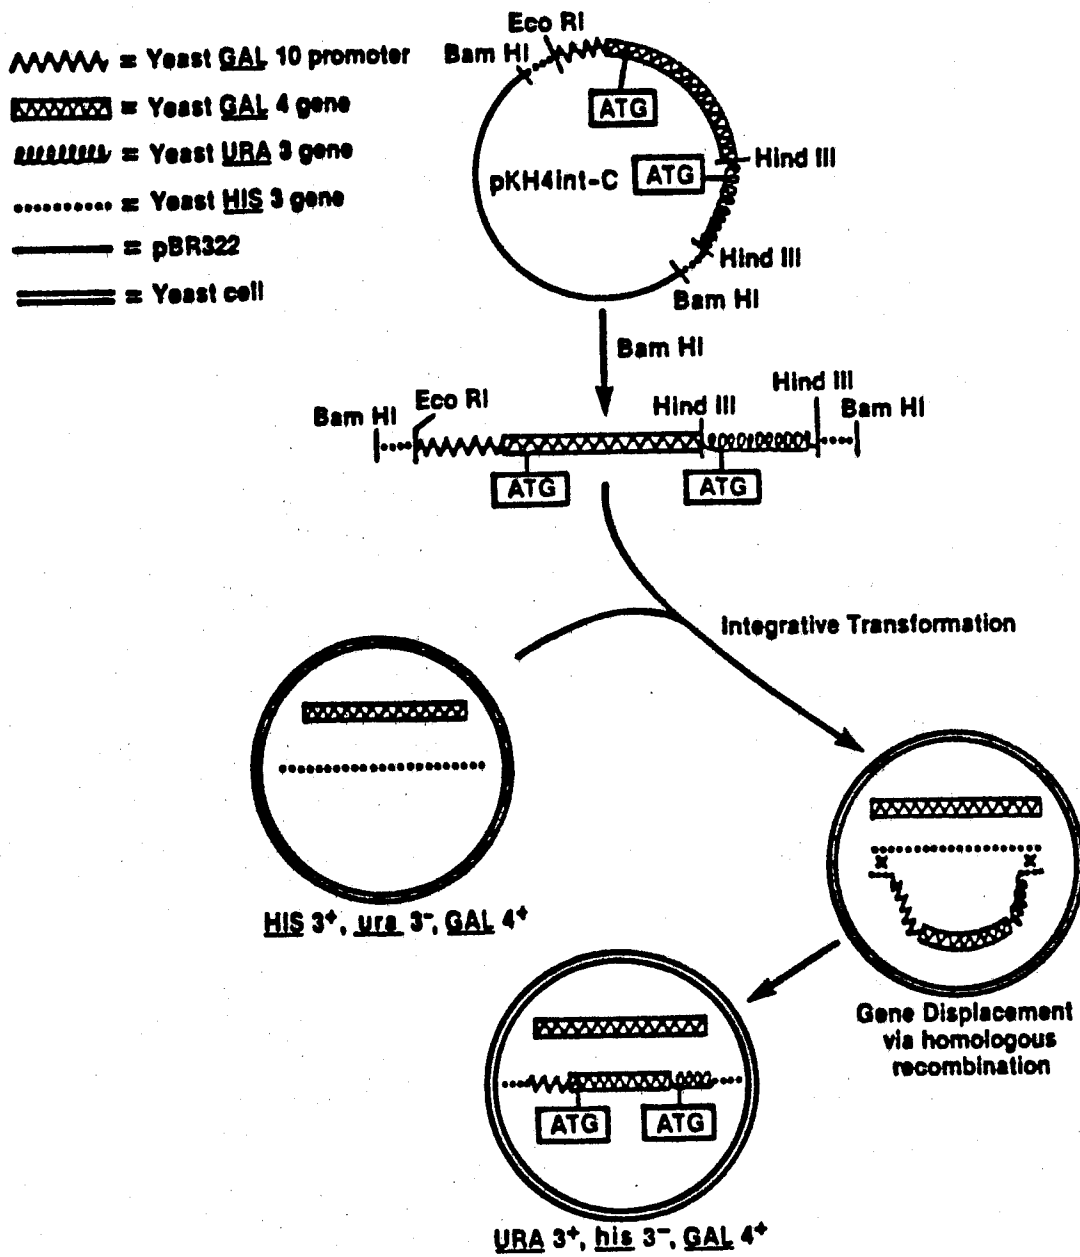 = Yeast GAL 10 promoter
= Yeast GAL 4 gene
= Yeast URA 3 gene
= Yeast HIS 3 gene
= pBR322
= Yeast cell
Eco RI
Bam HI
ATG
Hind III
ATG
pKH4int-C
Hind III
Bam HI
Bam HI
Hind III
Eco RI
Hind III
Bam HI
Bam HI
ATG
ATG
Integrative Transformation
HIS 3⁺, ura 3⁻, GAL 4⁺
x
x
Gene Displacement
via homologous
recombination
ATG
ATG
URA 3⁺, his 3⁻, GAL 4⁺